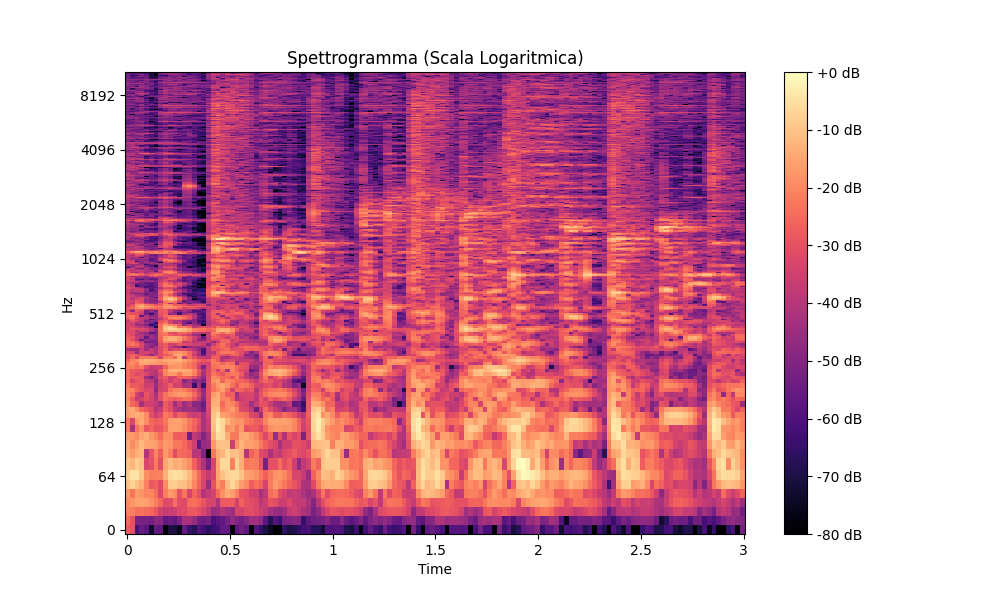 Spettrogramma (Scala Logaritmica)
Hz
8192
4096
2048
1024
512
256
128
64
0
0
0.5
1
1.5
2
2.5
3
Time
+0 dB
-10 dB
-20 dB
-30 dB
-40 dB
-50 dB
-60 dB
-70 dB
-80 dB